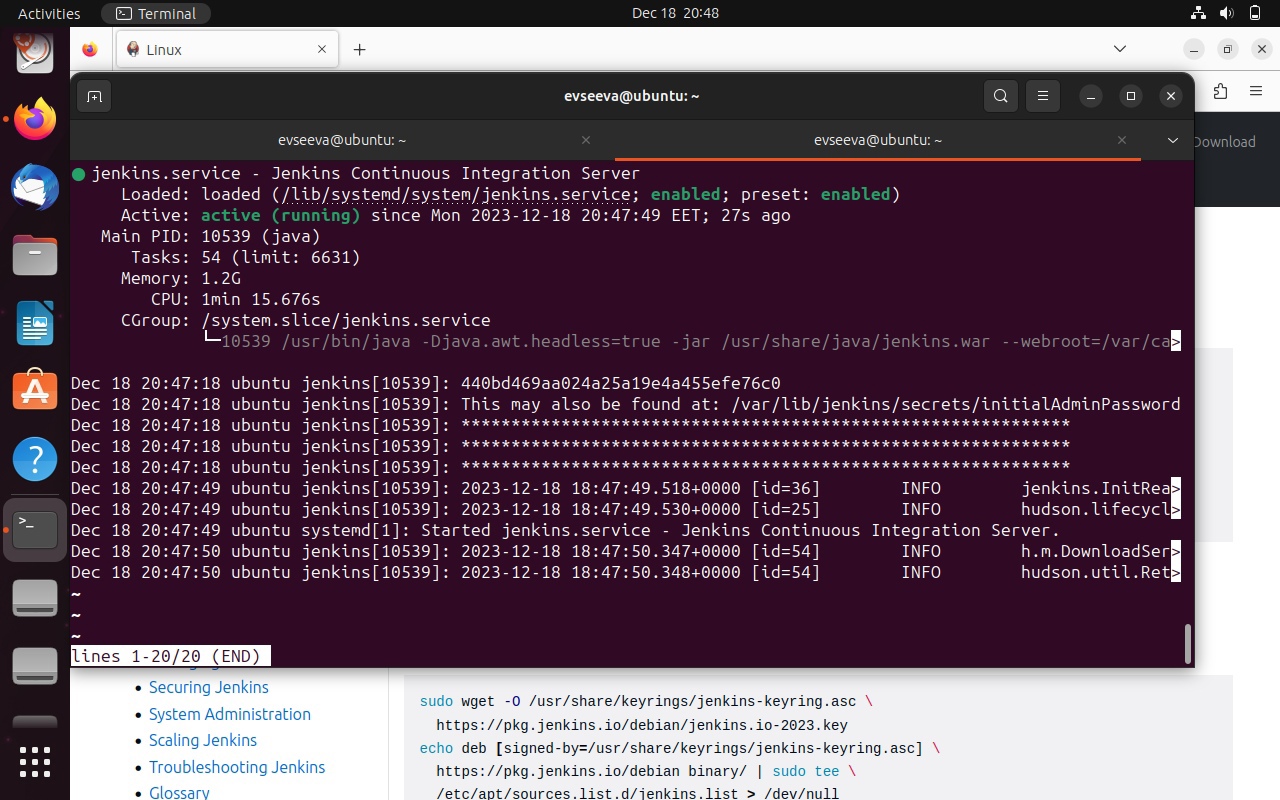 Activities
Terminal
Dec 18 20:48
Linux
evseeva@ubuntu: ~
evseeva@ubuntu: ~
evseeva@ubuntu: ~
Download
jenkins.service - Jenkins Continuous Integration Server
Loaded: loaded (/lib/systemd/system/jenkins.service; enabled; preset: enabled)
Active: active (running) since Mon 2023-12-18 20:47:49 EET; 27s ago
Main PID: 10539 (java)
Tasks: 54 (limit: 6631)
Memory: 1.2G
CPU: 1min 15.676s
CGroup: /system.slice/jenkins.service
└─10539 /usr/bin/java -Djava.awt.headless=true -jar /usr/share/java/jenkins.war --webroot=/var/ca>
Dec 18 20:47:18 ubuntu jenkins[10539]: 440bd469aa024a25a19e4a455efe76c0
Dec 18 20:47:18 ubuntu jenkins[10539]: This may also be found at: /var/lib/jenkins/secrets/initialAdminPassword
Dec 18 20:47:18 ubuntu jenkins[10539]: *************************************************************
Dec 18 20:47:18 ubuntu jenkins[10539]: *************************************************************
Dec 18 20:47:18 ubuntu jenkins[10539]: *************************************************************
Dec 18 20:47:49 ubuntu jenkins[10539]: 2023-12-18 18:47:49.518+0000 [id=36] INFO jenkins.InitRea>
Dec 18 20:47:49 ubuntu jenkins[10539]: 2023-12-18 18:47:49.530+0000 [id=25] INFO hudson.lifecycl>
Dec 18 20:47:49 ubuntu systemd[1]: Started jenkins.service - Jenkins Continuous Integration Server.
Dec 18 20:47:50 ubuntu jenkins[10539]: 2023-12-18 18:47:50.347+0000 [id=54] INFO h.m.DownloadSer>
Dec 18 20:47:50 ubuntu jenkins[10539]: 2023-12-18 18:47:50.348+0000 [id=54] INFO hudson.util.Ret>
~
~
~
lines 1-20/20 (END)
Securing Jenkins
System Administration
Scaling Jenkins
Troubleshooting Jenkins
Glossary
sudo wget -O /usr/share/keyrings/jenkins-keyring.asc \
https://pkg.jenkins.io/debian/jenkins.io-2023.key
echo deb [signed-by=/usr/share/keyrings/jenkins-keyring.asc] \
https://pkg.jenkins.io/debian binary/ | sudo tee \
/etc/apt/sources.list.d/jenkins.list > /dev/null